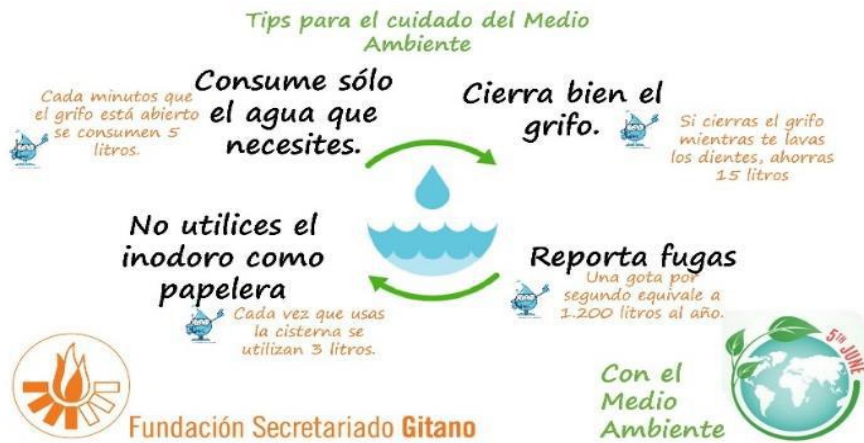 Tips para el cuidado del Medio
Ambiente
Cada minutos que
el grifo está abierto
se consumen 5
litros.
Consume sólo
el agua que
necesites.
Cierra bien el
grifo.
Si cierras el grifo
mientras te lavas
los dientes, ahorras
15 litros
No utilices el
inodoro como
papelera
Cada vez que usas
la cisterna se
utilizan 3 litros.
Reporta fugas
Una gota por
segundo equivale a
1.200 litros al año.
Fundación Secretariado Gitano
Con el
Medio
Ambiente
5TH JUNE